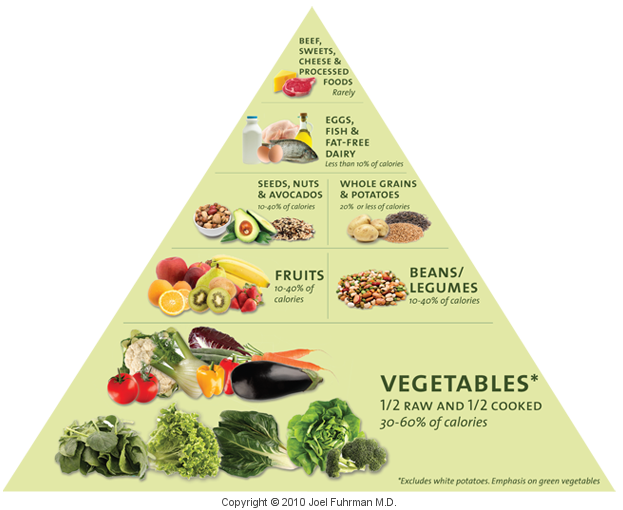 BEEF,
SWEETS,
CHEESE &
PROCESSED
FOODS
Rarely
EGGS,
FISH &
FAT-FREE
DAIRY
Less than 10% of calories
SEEDS, NUTS
& AVOCADOS
10-40% of calories
WHOLE GRAINS
& POTATOES
20% or less of calories
FRUITS
10-40% of
calories
BEANS/
LEGUMES
10-40% of calories
VEGETABLES*
1/2 RAW AND 1/2 COOKED
30-60% of calories
*Excludes white potatoes. Emphasis on green vegetables
Copyright © 2010 Joel Fuhrman M.D.